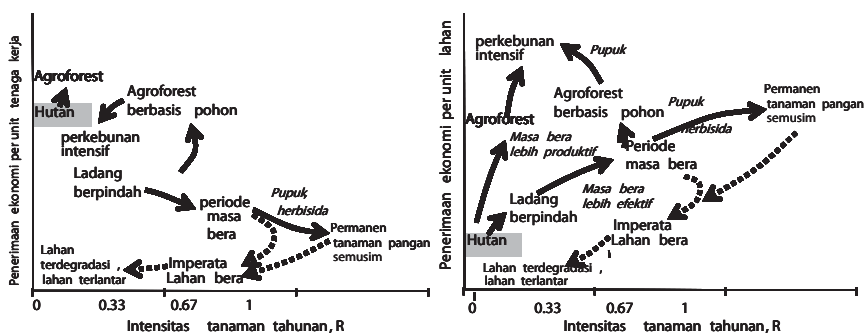 Penerimaan ekonomi per unit tenaga kerja
Agroforest
Hutan
Agroforest
berbasis pohon
perkebunan
intensif
Ladang
berpindah
periode
masa
bera
Pupuk,
herbisida
Permanen
tanaman pangan
semusim
Lahan
terdegradasi,
lahan terlantar
Imperata
Lahan bera
0 0.33 0.67 1
Intensitas tanaman tahunan, R
Penerimaan ekonomi per unit lahan
perkebunan
intensif
Pupuk
Agroforest
berbasis pohon
Pupuk
herbisida
Permanen
tanaman pangan
semusim
Agroforest
Masa bera
lebih produktif
Periode
masa bera
Ladang
berpindah
Masa bera
lebih efektif
Imperata
Lahan bera
Hutan
Lahan terdegradasi,
lahan terlantar
0 0.33 0.67 1
Intensitas tanaman tahunan, R